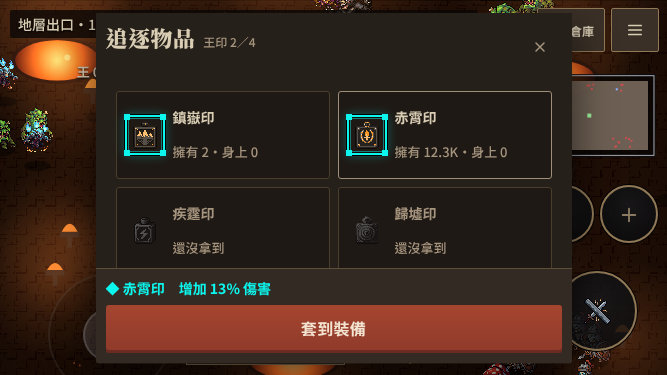 地層出口・1
倉庫
追逐物品 王印 2／4
×
王
鎮嶽印
擁有 2・身上 0
赤霄印
擁有 12.3K・身上 0
疾霆印
還沒拿到
歸墟印
還沒拿到
◆ 赤霄印 增加 13% 傷害
套到裝備